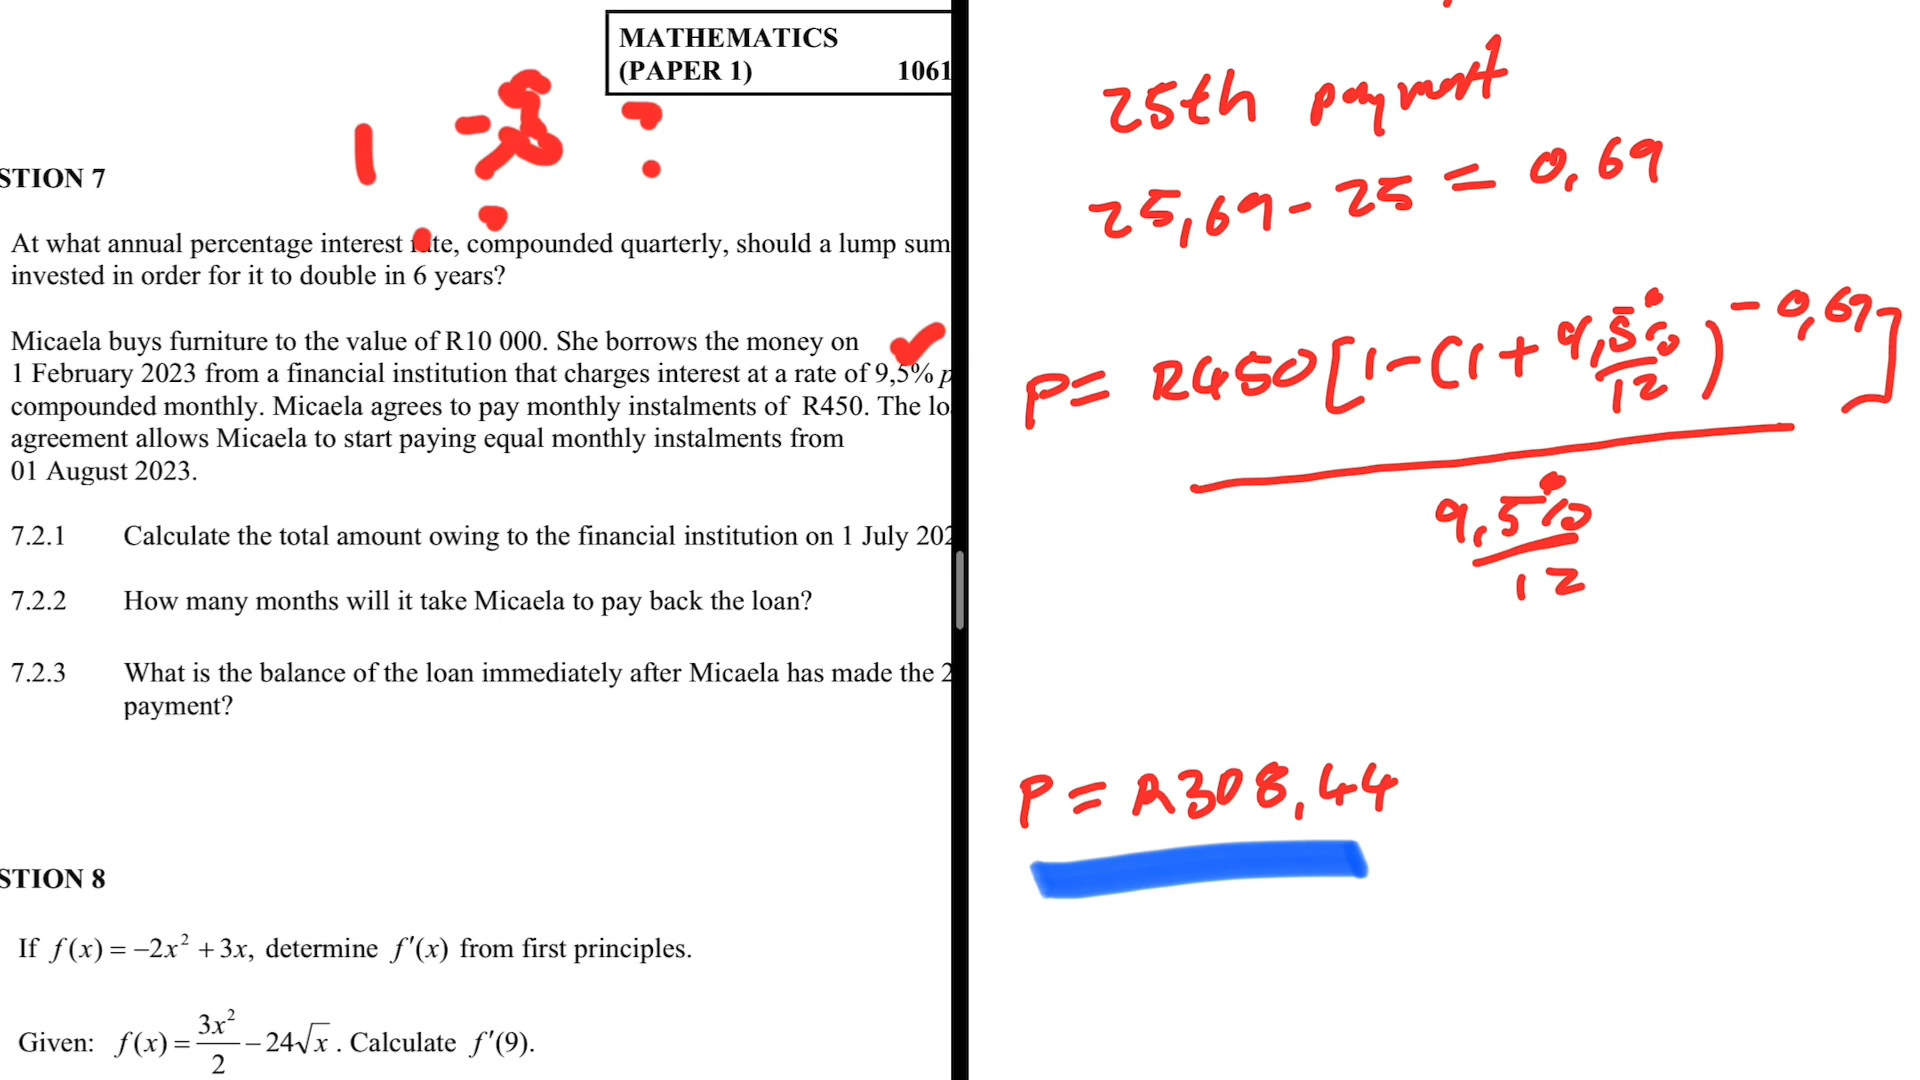 MATHEMATICS
(PAPER 1) 1061
1 - ?
STION 7
At what annual percentage interest rate, compounded quarterly, should a lump sum
invested in order for it to double in 6 years?
Micaela buys furniture to the value of R10 000. She borrows the money on
1 February 2023 from a financial institution that charges interest at a rate of 9,5% p
compounded monthly. Micaela agrees to pay monthly instalments of R450. The lo
agreement allows Micaela to start paying equal monthly instalments from
01 August 2023.
7.2.1 Calculate the total amount owing to the financial institution on 1 July 202
7.2.2 How many months will it take Micaela to pay back the loan?
7.2.3 What is the balance of the loan immediately after Micaela has made the 2
payment?
STION 8
If f(x) = −2x² + 3x, determine f′(x) from first principles.
Given: f(x) = 3x²/2 − 24√x . Calculate f′(9).
25th payment
25,69 - 25 = 0,69
P = R450[1-(1+ 9,5%/12)^-0,69]
9,5%
12
P = R308,44